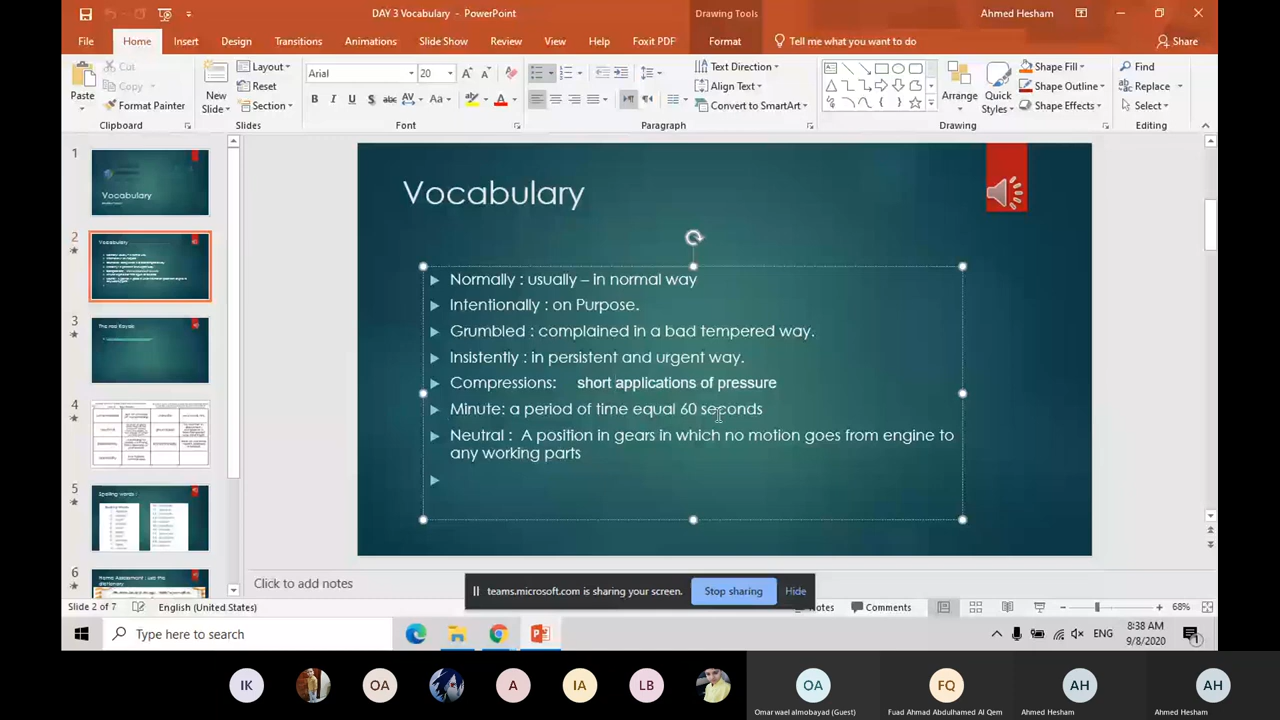 DAY 3 Vocabulary - PowerPoint
Drawing Tools
Ahmed Hesham
File
Home
Insert
Design
Transitions
Animations
Slide Show
Review
View
Help
Foxit PDF
Format
Tell me what you want to do
Share
Paste
Cut
Copy
Format Painter
Clipboard
New
Slide
Layout
Reset
Section
Slides
Arial
20
Font
Text Direction
Align Text
Convert to SmartArt
Paragraph
Arrange
Quick
Styles
Shape Fill
Shape Outline
Shape Effects
Drawing
Find
Replace
Select
Editing
1
Vocabulary
2
Vocabulary
3
4
5
Spelling words :
6
Vocabulary
Normally : usually – in normal way
Intentionally : on Purpose.
Grumbled : complained in a bad tempered way.
Insistently : in persistent and urgent way.
Compressions: short applications of pressure
Minute: a period of time equal 60 seconds
Neutral : A position in gears in which no motion goes from engine to
any working parts
Click to add notes
teams.microsoft.com is sharing your screen.
Stop sharing
Hide
Slide 2 of 7
English (United States)
Notes
Comments
68%
Type here to search
ENG
8:38 AM
9/8/2020
1
IK
OA
A
IA
LB
OA
FQ
AH
AH
Omar wael almobayad (Guest)
Fuad Ahmad Abdulhamed Al Qem
Ahmed Hesham
Ahmed Hesham